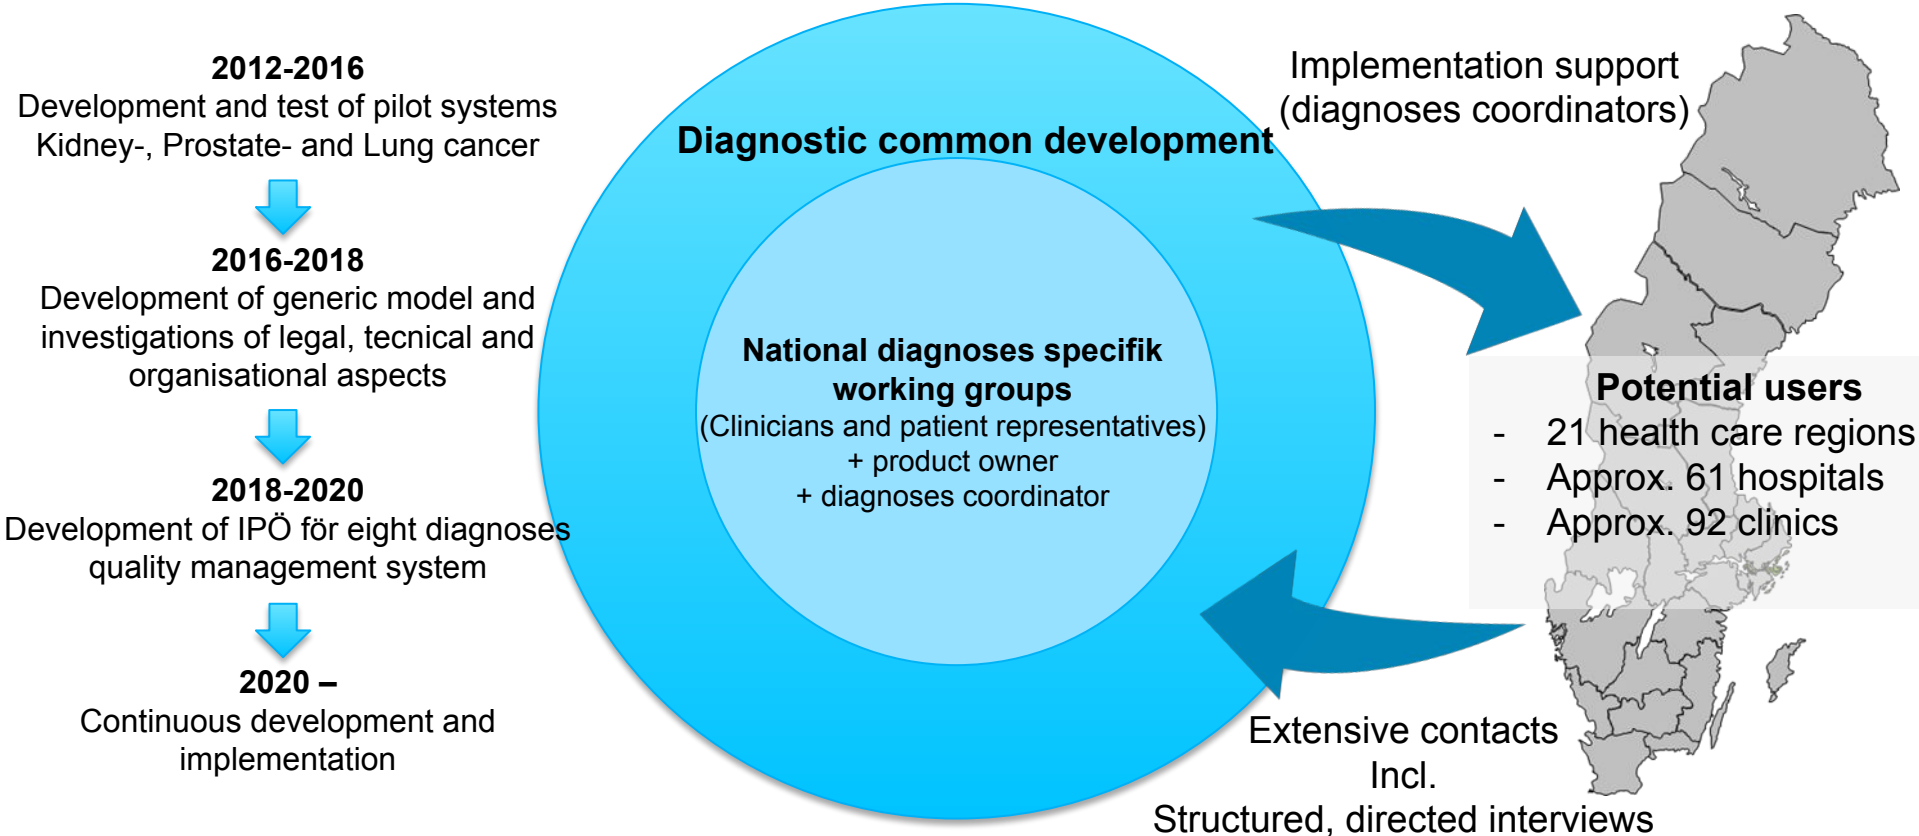 2012-2016
Development and test of pilot systems
Kidney-, Prostate- and Lung cancer
2016-2018
Development of generic model and
investigations of legal, tecnical and
organisational aspects
2018-2020
Development of IPÖ för eight diagnoses
quality management system
2020 –
Continuous development and
implementation
Diagnostic common development
National diagnoses specifik
working groups
(Clinicians and patient representatives)
+ product owner
+ diagnoses coordinator
Implementation support
(diagnoses coordinators)
Potential users
- 21 health care regions
- Approx. 61 hospitals
- Approx. 92 clinics
Extensive contacts
Incl.
Structured, directed interviews